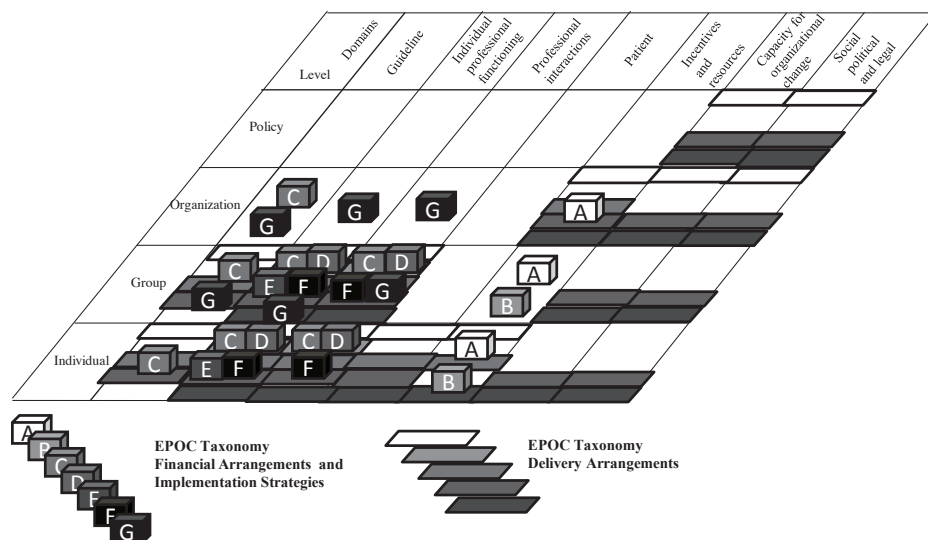 Level
Domains
Guideline
Individual
professional
functioning
Professional
interactions
Patient
Incentives
and
resources
Capacity for
organizational
change
Social
political
and legal
Policy
Organization
C
G
G
G
A
Group
C
C D
C D
A
E F
F G
G
B
G
Individual
C D
C D
A
C
E F
F
B
A
B
C
D
E
F
G
EPOC Taxonomy
Financial Arrangements and
Implementation Strategies
EPOC Taxonomy
Delivery Arrangements